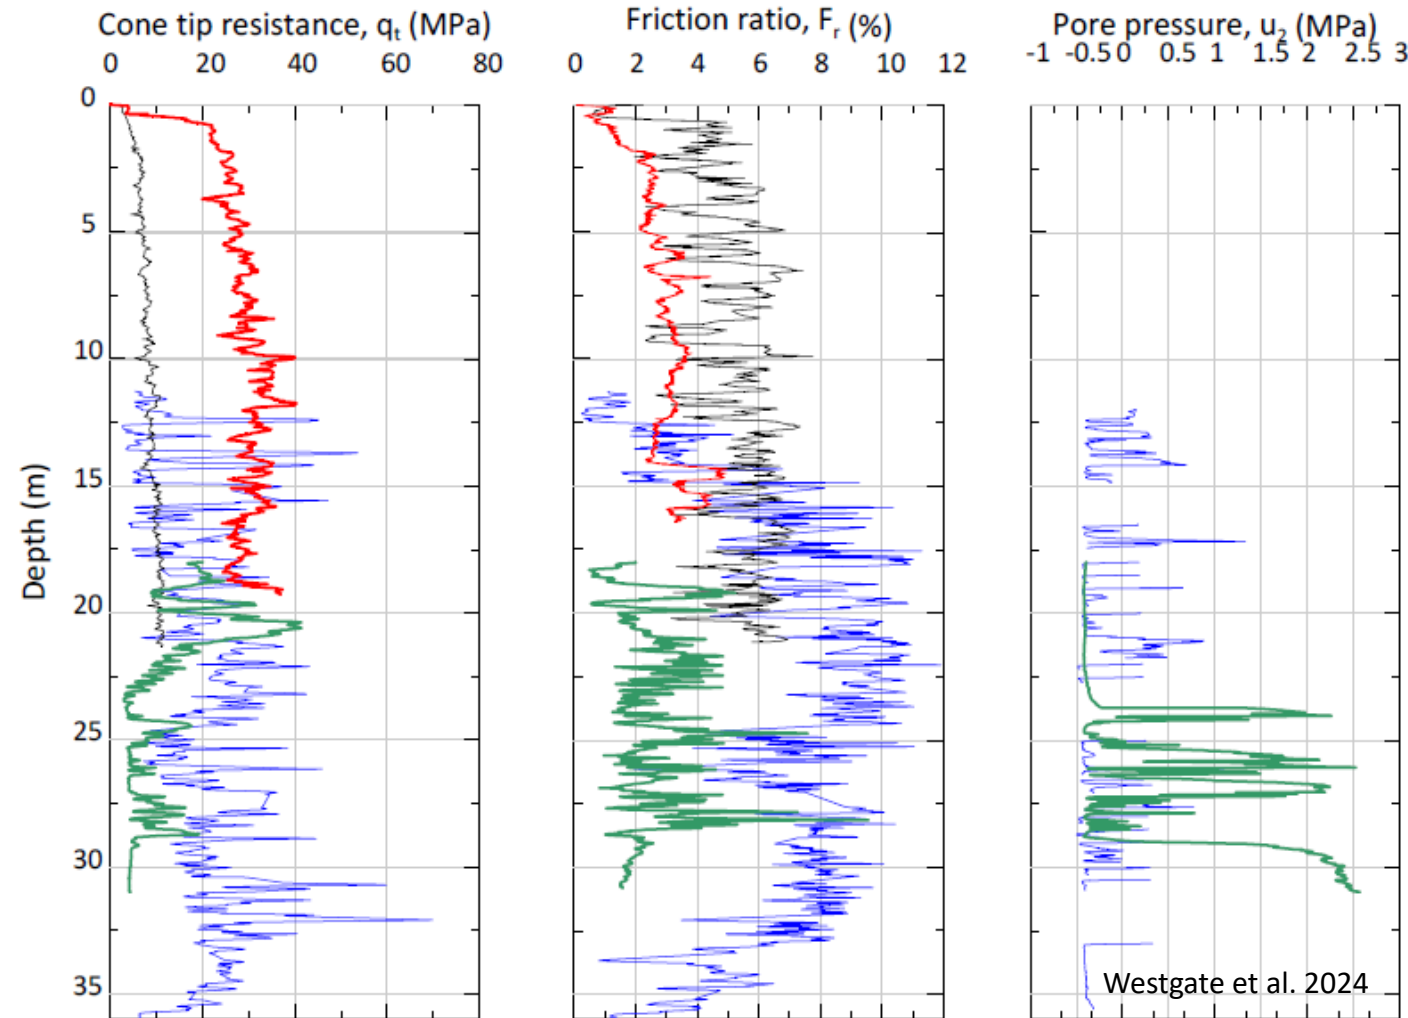 Cone tip resistance, qt (MPa)
0 20 40 60 80
Friction ratio, Fr (%)
0 2 4 6 8 10 12
Pore pressure, u2 (MPa)
-1 -0.5 0 0.5 1 1.5 2 2.5 3
Depth (m)
0
5
10
15
20
25
30
35
Westgate et al. 2024